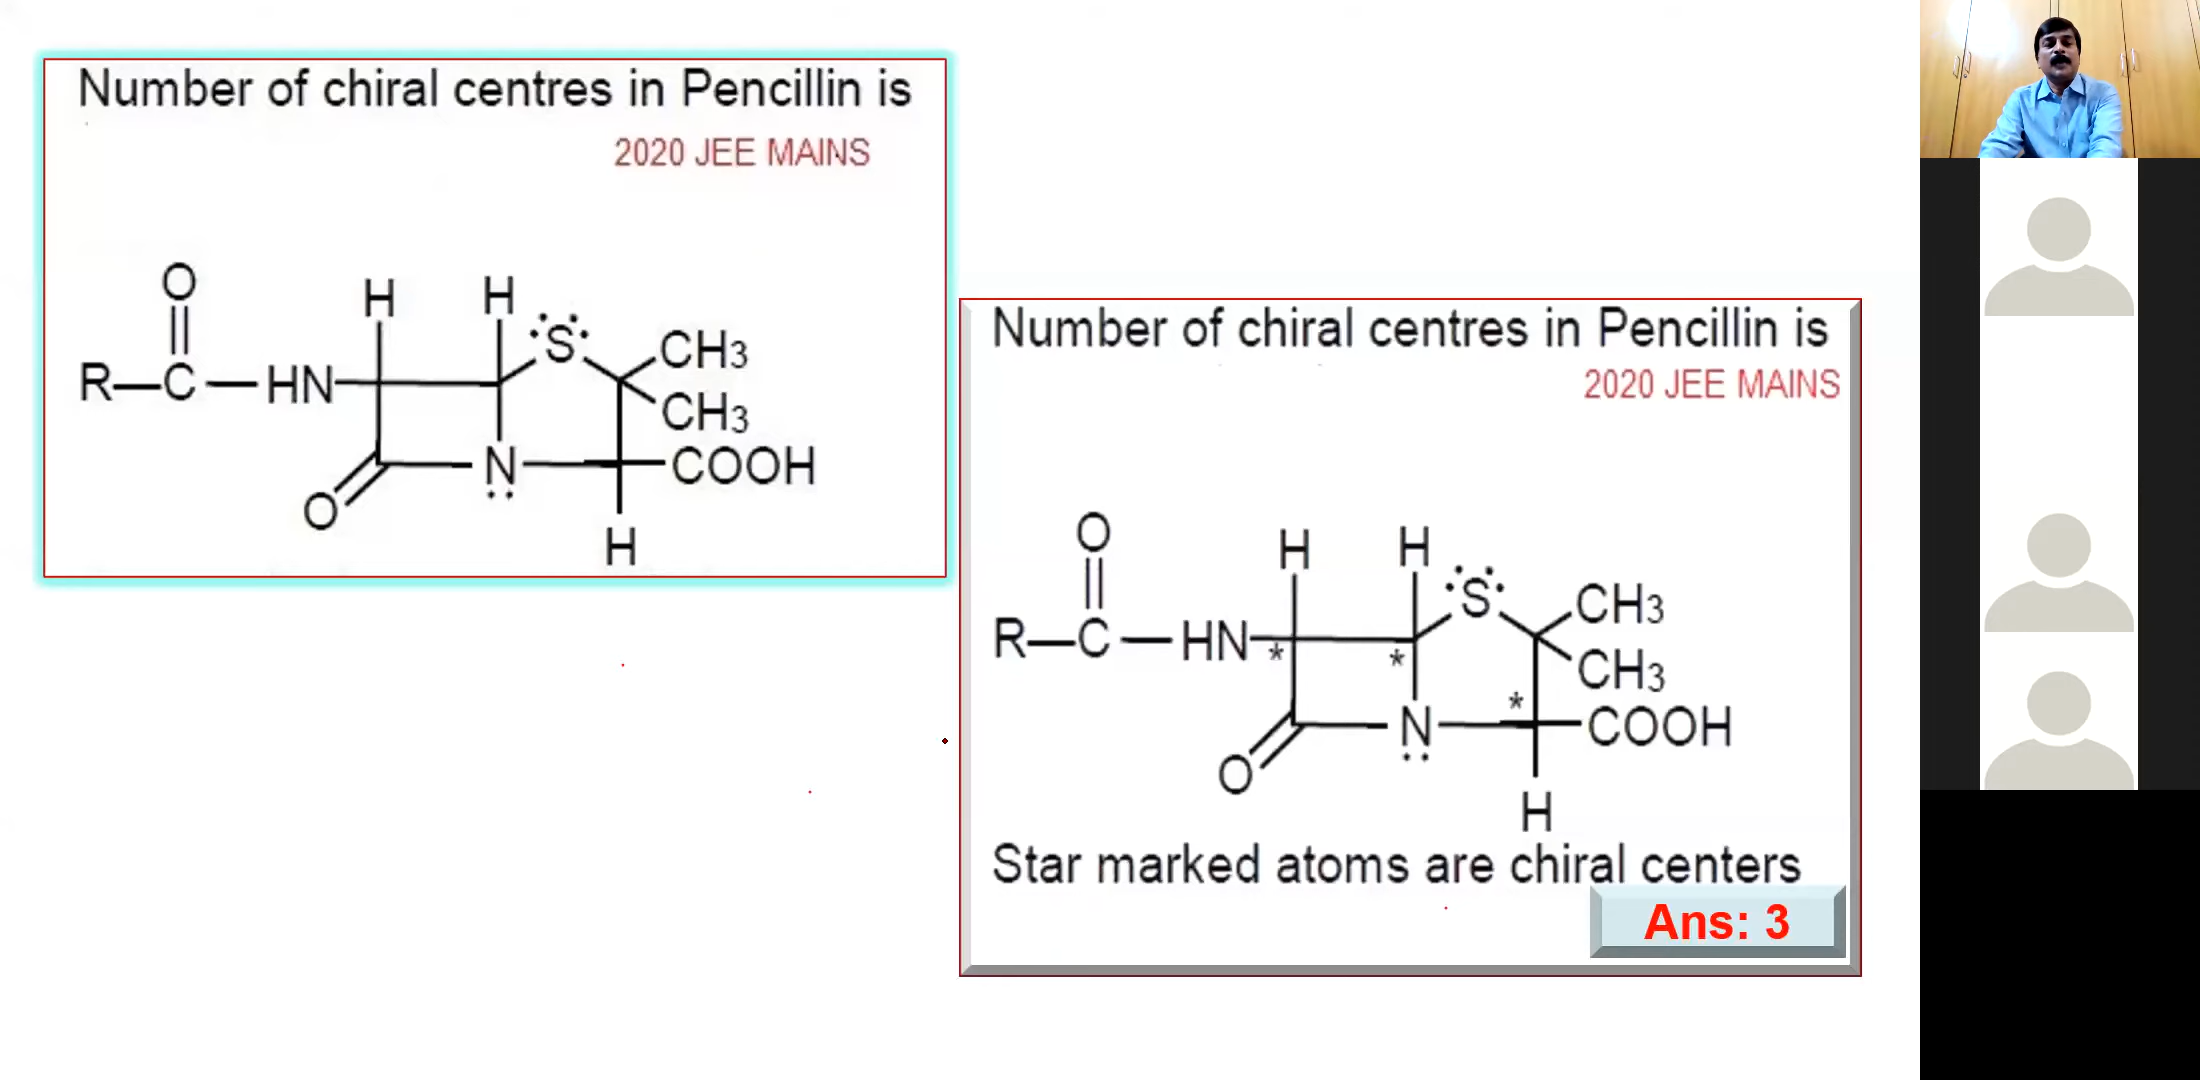 Number of chiral centres in Pencillin is
2020 JEE MAINS
O
H H
S
CH3
R—C—HN
CH3
N
COOH
O
H
Number of chiral centres in Pencillin is
2020 JEE MAINS
O
H H
S
CH3
R—C—HN * *
CH3
*
N
COOH
O
H
Star marked atoms are chiral centers
Ans: 3